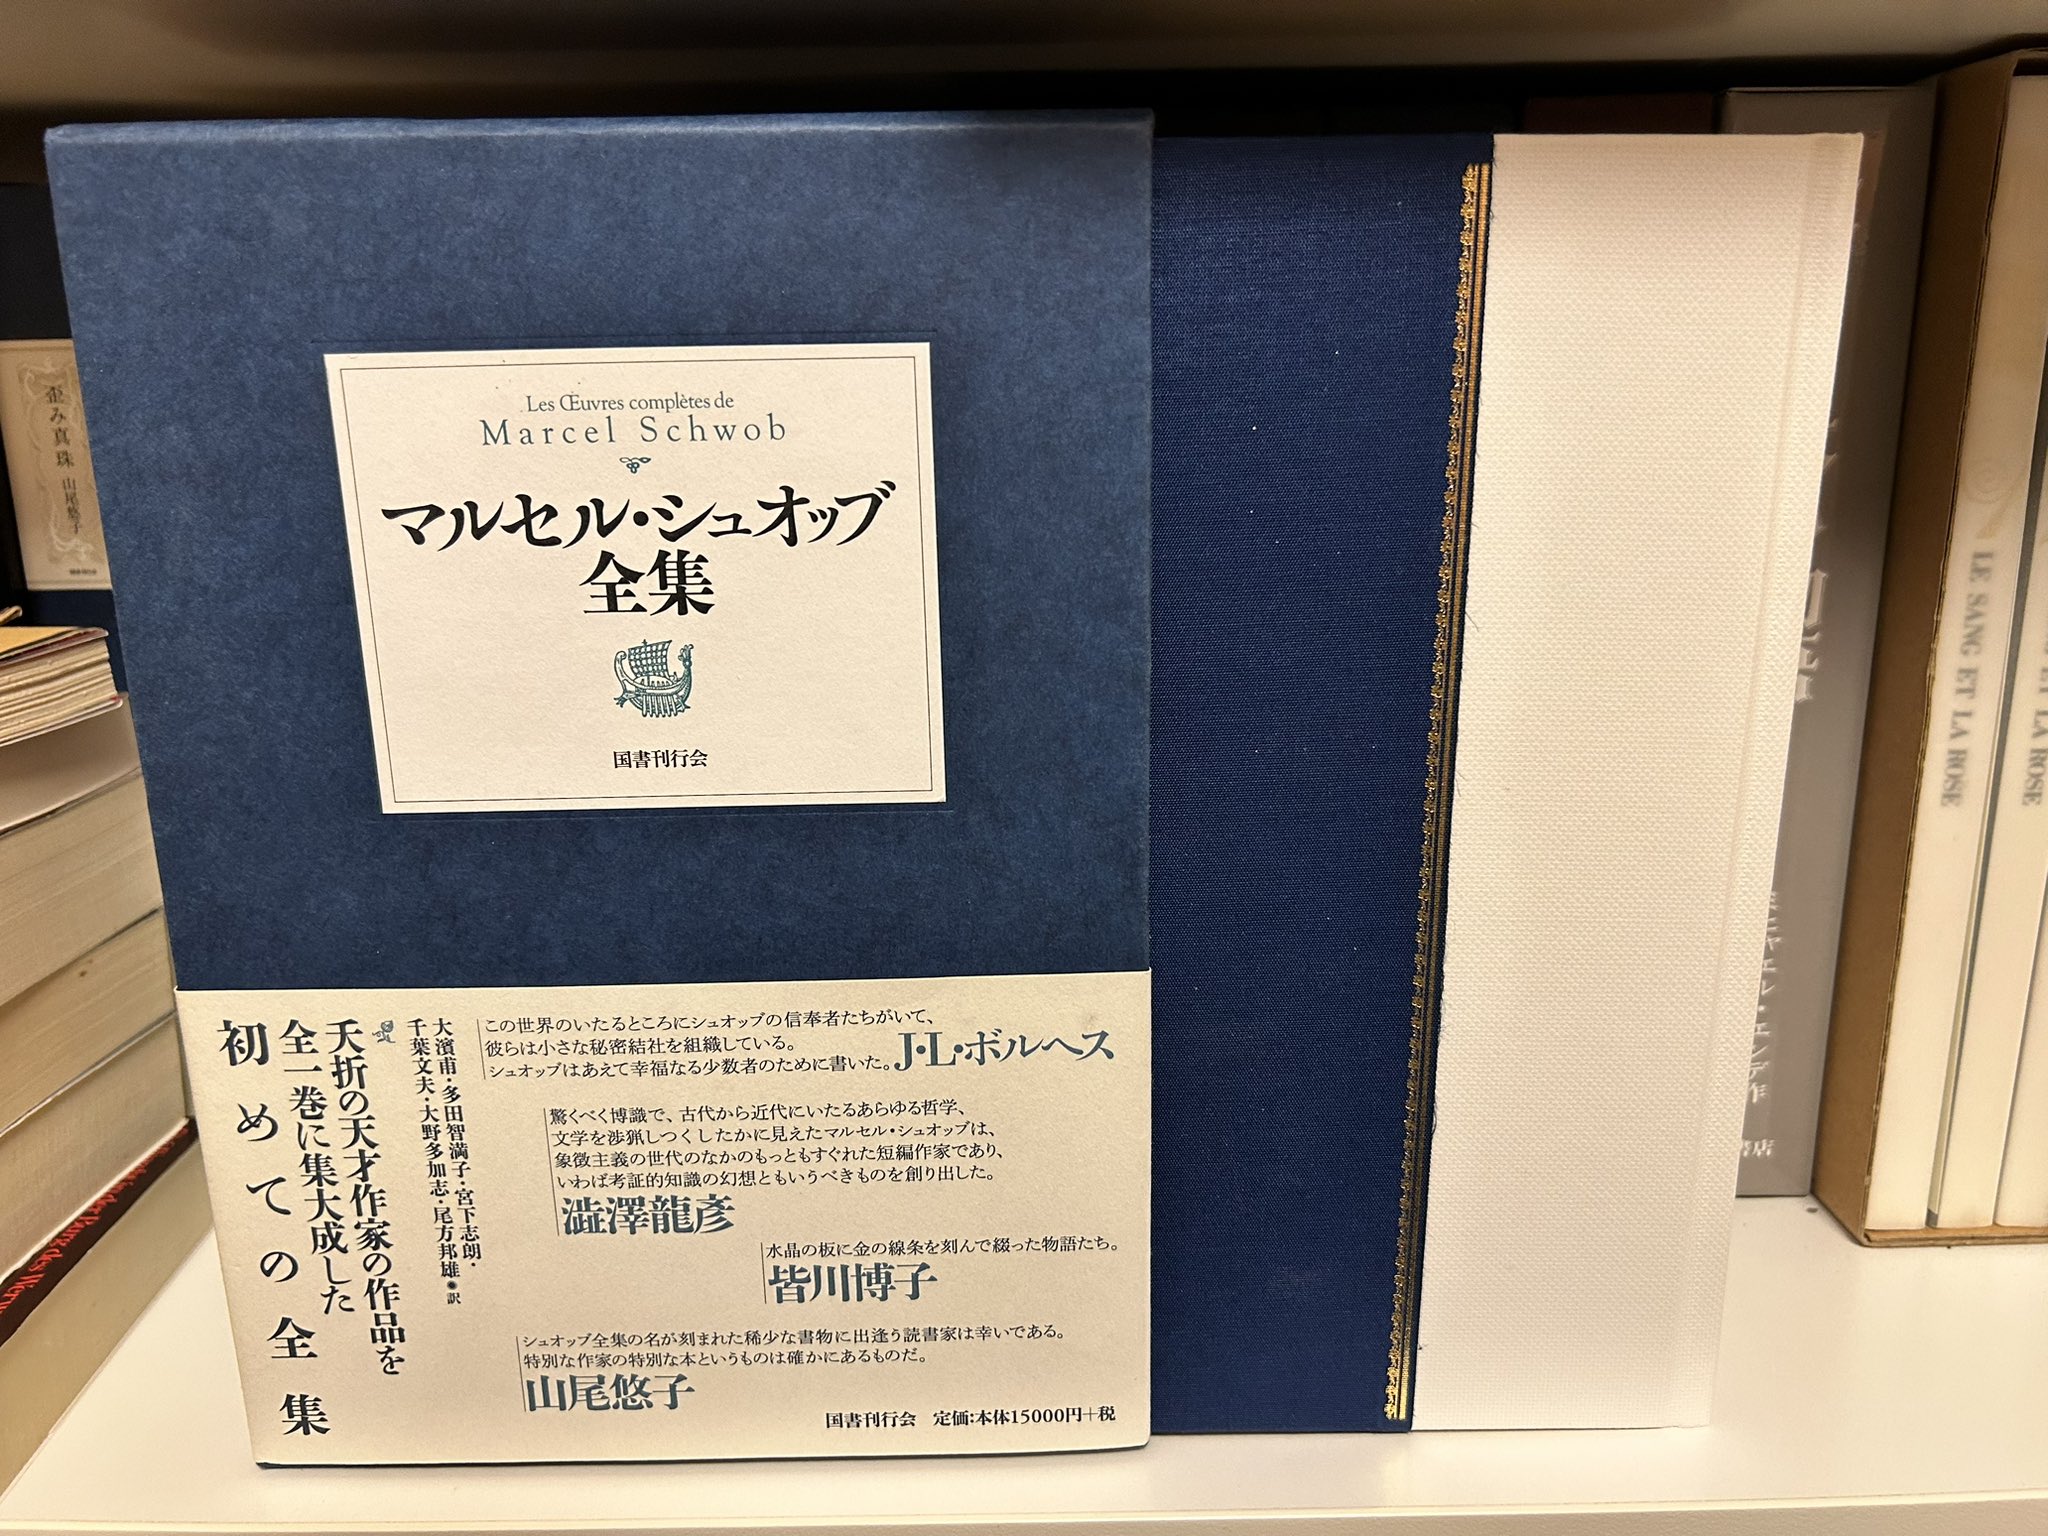 Les Œuvres complètes de
Marcel Schwob
マルセル・シュオッブ
全集
国書刊行会
この世界のいたるところにシュオッブの信奉者たちがいて、
彼らは小さな秘密結社を組織している。
シュオッブはあえて幸福なる少数者のために書いた。
J・L・ボルヘス
驚くべく博識で、古代から近代にいたるあらゆる哲学、
文学を渉猟しつくしたかに見えたマルセル・シュオッブは、
象徴主義の世代のなかのもっともすぐれた短編作家であり、
いわば考証的知識の幻想ともいうべきものを創り出した。
澁澤龍彥
水晶の板に金の線条を刻んで綴った物語たち。
皆川博子
シュオッブ全集の名が刻まれた稀少な書物に出逢う読書家は幸いである。
特別な作家の特別な本というものは確かにあるものだ。
山尾悠子
大濱甫・多田智満子・宮下志朗・
千葉文夫・大野多加志・尾方邦雄◉訳
夭折の天才作家の作品を
全一巻に集大成した
初めての全集
国書刊行会 定価:本体15000円+税
歪み真珠 山尾悠子
LE SANG ET LA ROSE
ET LA ROSE
ミヒャエル・エンデ作
書店